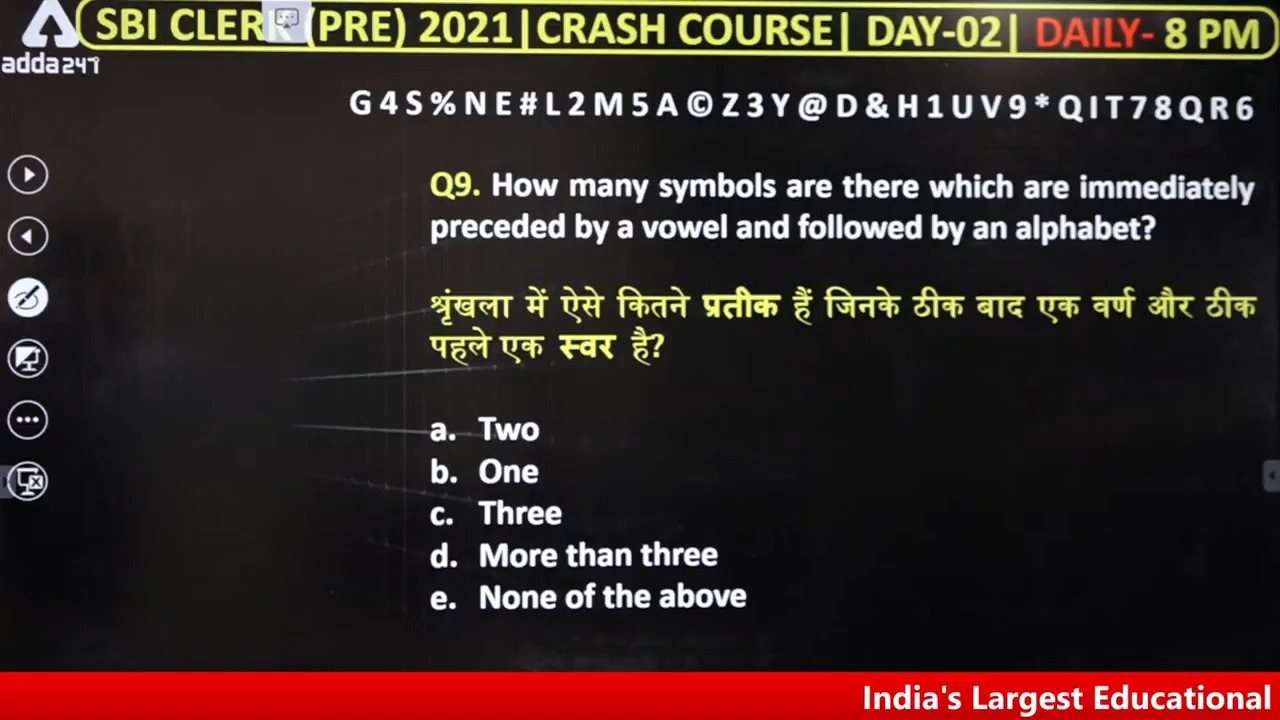 SBI CLERK (PRE) 2021|CRASH COURSE| DAY-02| DAILY- 8 PM
adda247
G 4 S % N E # L 2 M 5 A © Z 3 Y @ D & H 1 U V 9 * Q I T 7 8 Q R 6
Q9. How many symbols are there which are immediately
preceded by a vowel and followed by an alphabet?
श्रृंखला में ऐसे कितने प्रतीक हैं जिनके ठीक बाद एक वर्ण और ठीक
पहले एक स्वर है?
a. Two
b. One
c. Three
d. More than three
e. None of the above
India's Largest Educational